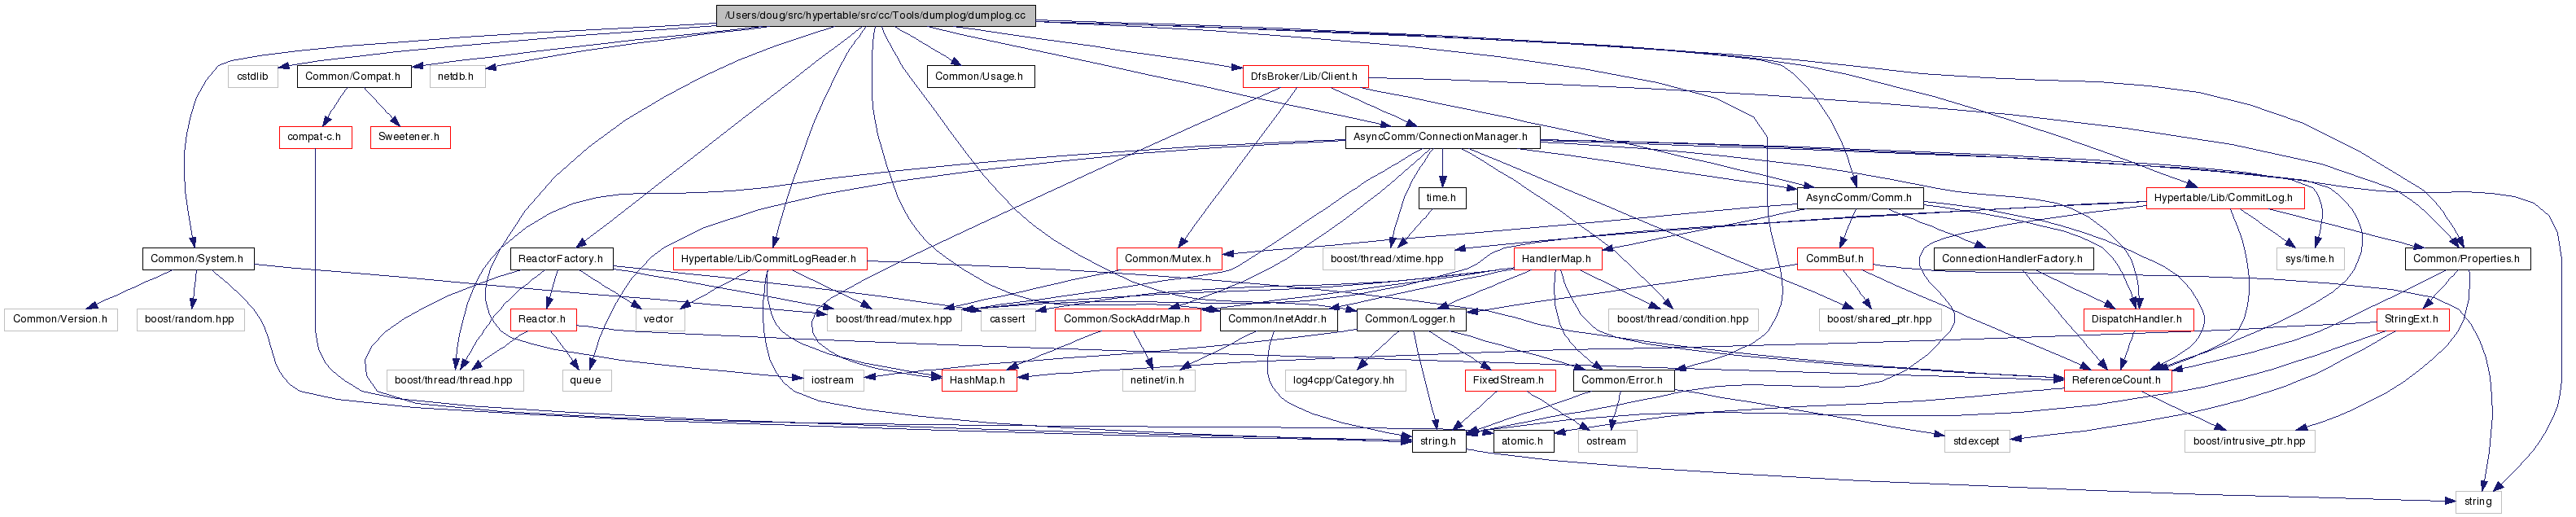 /Users/doug/src/hypertable/src/cc/Tools/dumplog/dumplog.cc
cstdlib
Common/Compat.h
netdb.h
Common/Usage.h
DfsBroker/Lib/Client.h
compat-c.h
Sweetener.h
AsyncComm/ConnectionManager.h
time.h
AsyncComm/Comm.h
Hypertable/Lib/CommitLog.h
Common/System.h
ReactorFactory.h
Hypertable/Lib/CommitLogReader.h
Common/Mutex.h
boost/thread/xtime.hpp
HandlerMap.h
CommBuf.h
ConnectionHandlerFactory.h
sys/time.h
Common/Properties.h
Common/Version.h
boost/random.hpp
Reactor.h
vector
boost/thread/mutex.hpp
cassert
Common/SockAddrMap.h
Common/InetAddr.h
Common/Logger.h
boost/thread/condition.hpp
boost/shared_ptr.hpp
DispatchHandler.h
StringExt.h
boost/thread/thread.hpp
queue
iostream
HashMap.h
netinet/in.h
log4cpp/Category.hh
FixedStream.h
Common/Error.h
ReferenceCount.h
string.h
atomic.h
ostream
stdexcept
boost/intrusive_ptr.hpp
string